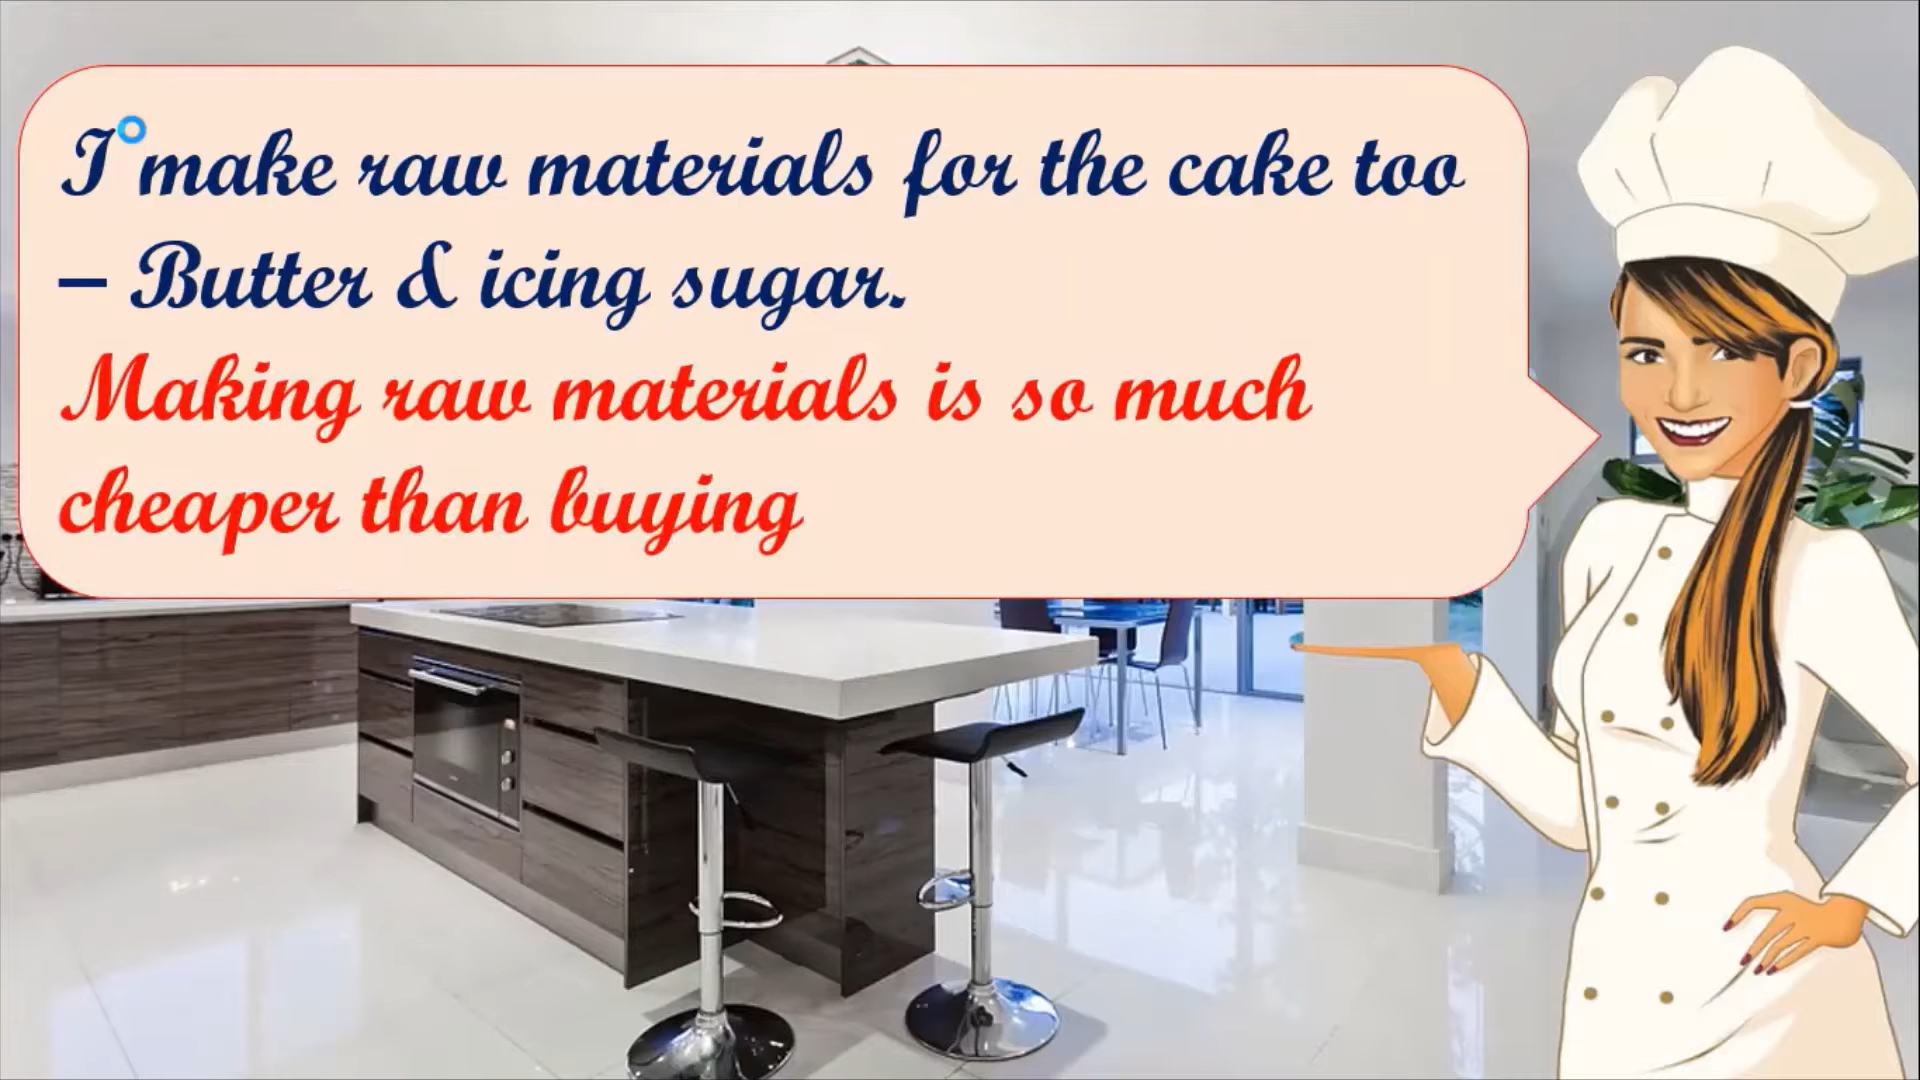 I make raw materials for the cake too
– Butter & icing sugar.
Making raw materials is so much
cheaper than buying